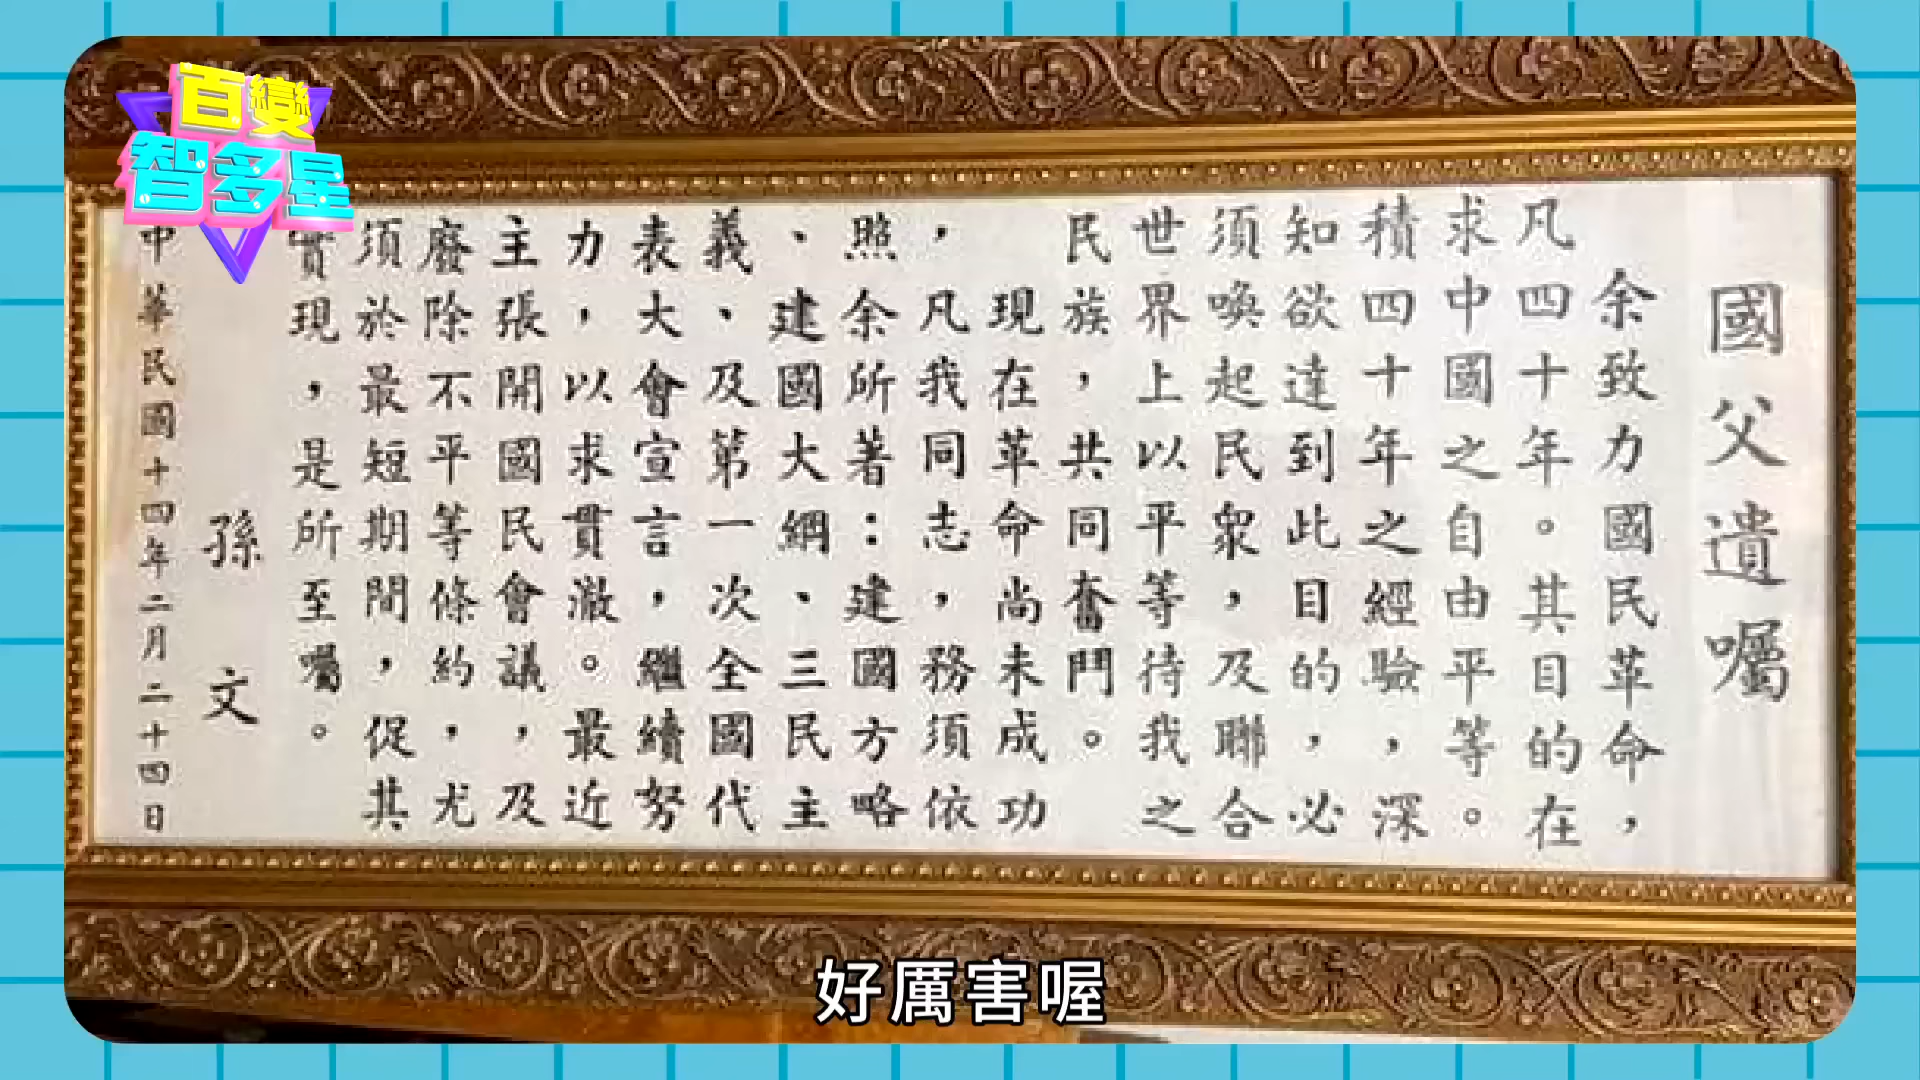 百變
智多星
國父遺囑
余致力國民革命，
凡四十年。其目的在
求中國之自由平等。
積四十年之經驗，深
知欲達到此目的，必
須喚起民衆，及聯合
世界上以平等待我之
民族，共同奮鬥。
現在革命尚未成功
，凡我同志，務須依
照余所著：建國方略
、建國大綱、三民主
義、及第一次全國代
表大會宣言，繼續努
力，以求貫澈。最近
主張開國民會議，及
廢除不平等條約，尤
須於最短期間，促其
實現，是所至囑。
孫文
中華民國十四年二月二十四日
好厲害喔